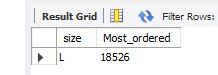 Result Grid Filter Rows:
size Most_ordered
L 18526